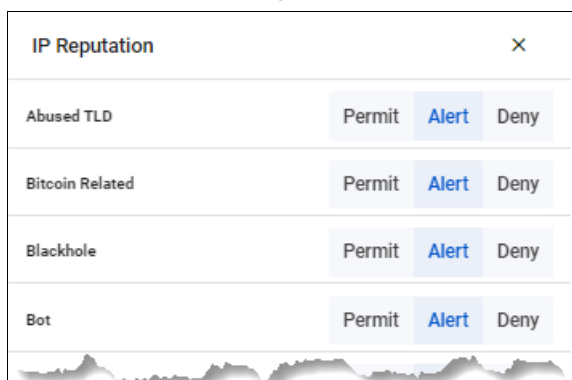 IP Reputation ×
Abused TLD Permit Alert Deny
Bitcoin Related Permit Alert Deny
Blackhole Permit Alert Deny
Bot Permit Alert Deny